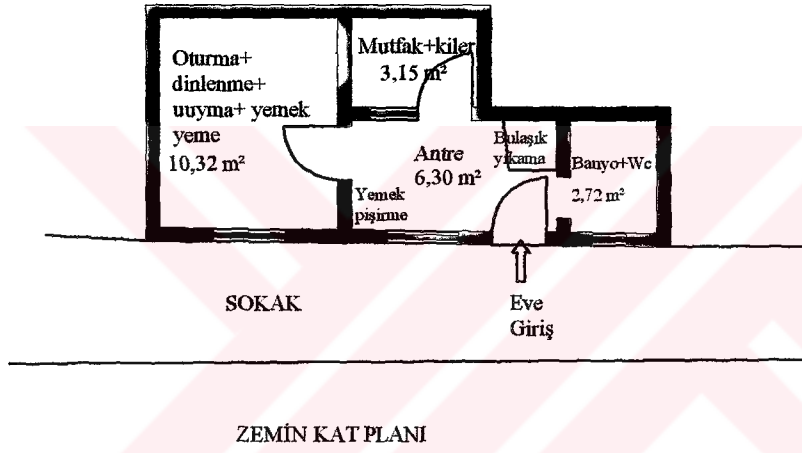 Oturma+
dinlenme+
uuyma+ yemek
yeme
10,32 m²
Mutfak+kiler
3,15 m²
Antre
6,30 m²
Bulaşık
yıkama
Banyo+Wc
2,72 m²
Yemek
pişirme
SOKAK
Eve
Giriş
ZEMİN KAT PLANI